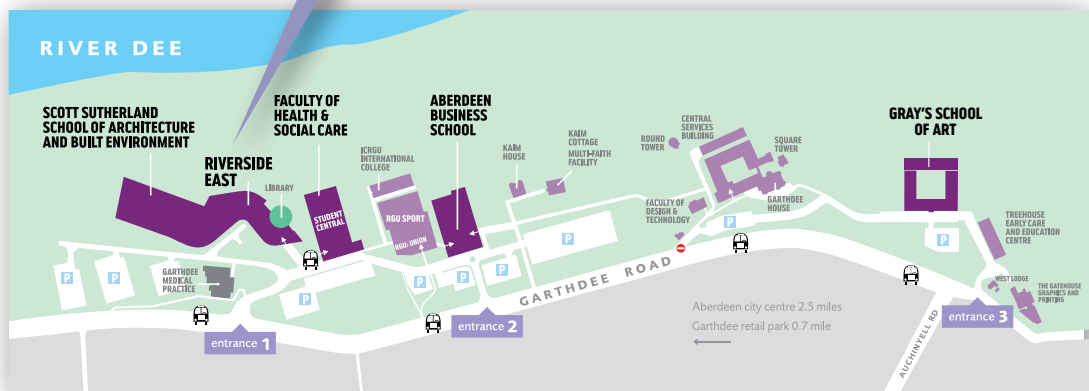 RIVER DEE
SCOTT SUTHERLAND
SCHOOL OF ARCHITECTURE
AND BUILT ENVIRONMENT
RIVERSIDE
EAST
LIBRARY
FACULTY OF
HEALTH &
SOCIAL CARE
STUDENT
CENTRAL
ICRGU
INTERNATIONAL
COLLEGE
RGU SPORT
RGU: UNION
ABERDEEN
BUSINESS
SCHOOL
KAIM
HOUSE
KAIM
COTTAGE
MULTI-FAITH
FACILITY
ROUND
TOWER
CENTRAL
SERVICES
BUILDING
SQUARE
TOWER
FACULTY OF
DESIGN &
TECHNOLOGY
GARTHDEE
HOUSE
GRAY'S SCHOOL
OF ART
TREEHOUSE
EARLY CARE
AND EDUCATION
CENTRE
WEST LODGE
THE GATEHOUSE
GRAPHICS AND
PRINTING
GARTHDEE
MEDICAL
PRACTICE
P
P
P
P
P
P
P
P
P
P
entrance 1
entrance 2
entrance 3
GARTHDEE ROAD
AUCHINYELL RD
Aberdeen city centre 2.5 miles
Garthdee retail park 0.7 mile